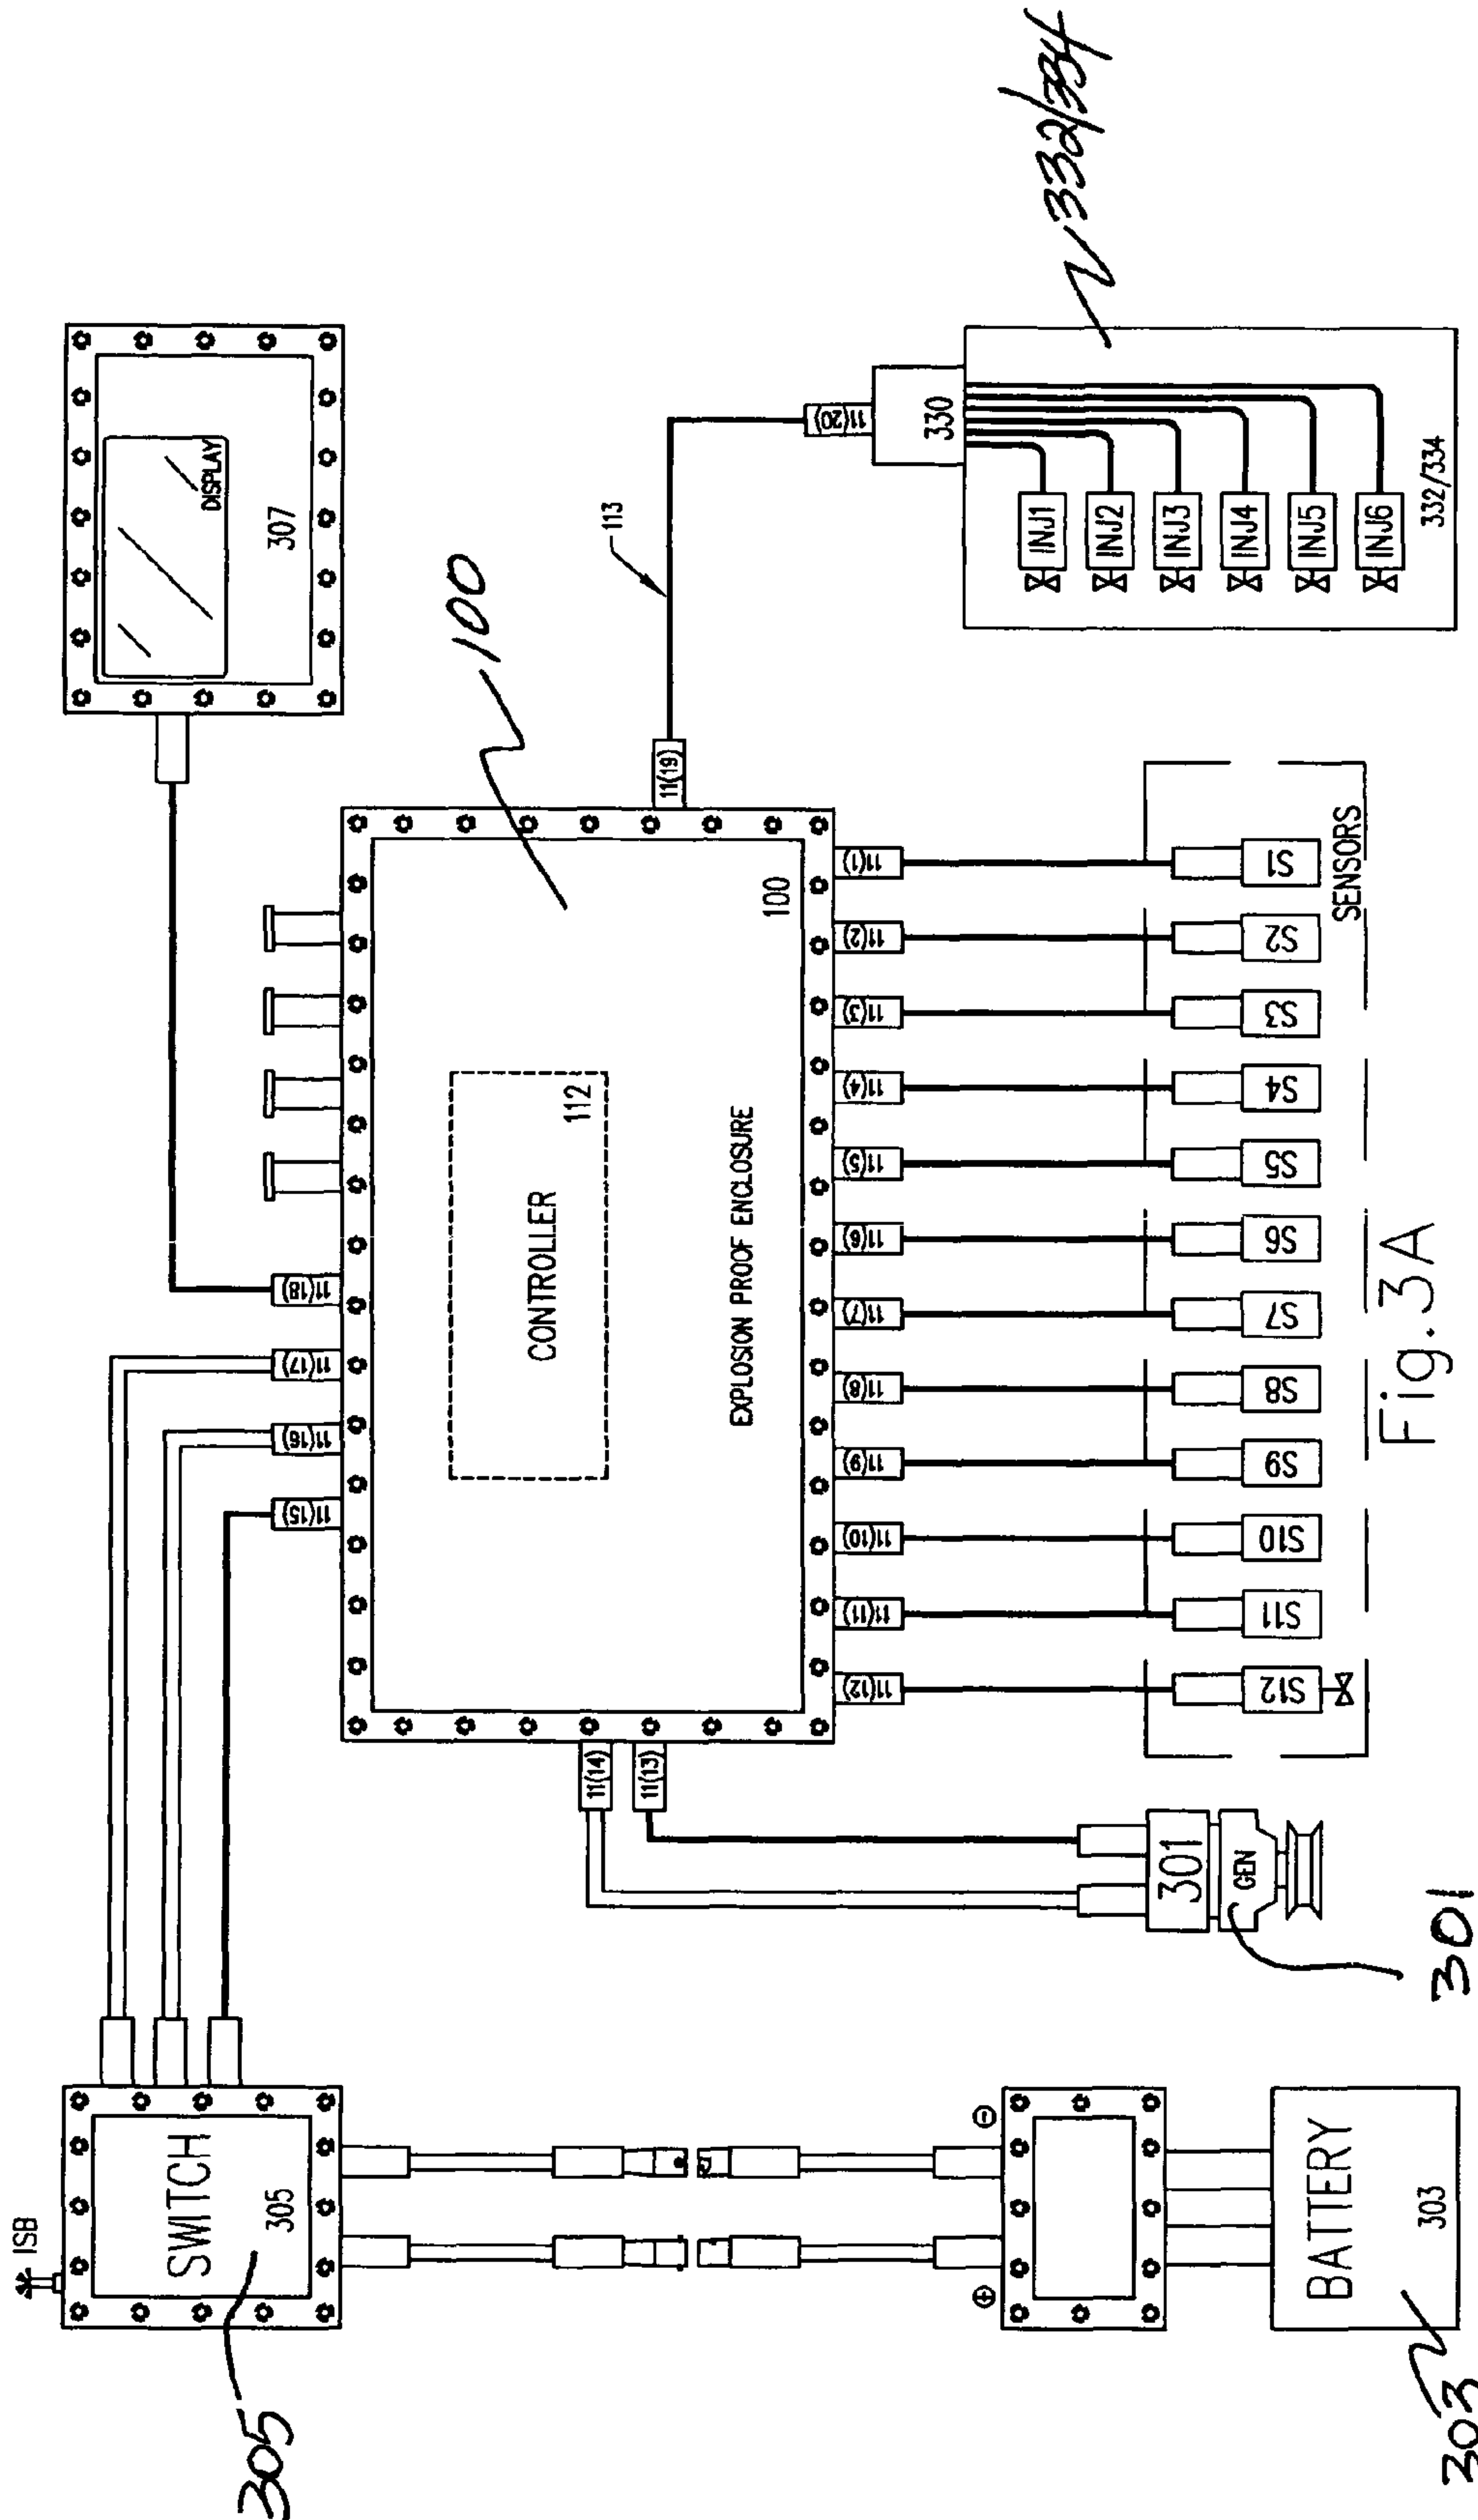 ISB
SWITCH
305
305
DISPLAY
307
11(17)
11(16)
11(15)
11(18)
100
CONTROLLER
112
EXPLOSION PROOF ENCLOSURE
100
11(19)
113
11(20)
330
332/334
INJ1
INJ2
INJ3
INJ4
INJ5
INJ6
332/334
11(14)
11(13)
11(12)
11(11)
11(10)
11(9)
11(8)
11(7)
11(6)
11(5)
11(4)
11(3)
11(2)
11(1)
S12
S11
S10
S9
S8
S7
S6
S5
S4
S3
S2
S1
SENSORS
301
GEN
301
⊕
⊖
BATTERY
303
303
Fig. 3A